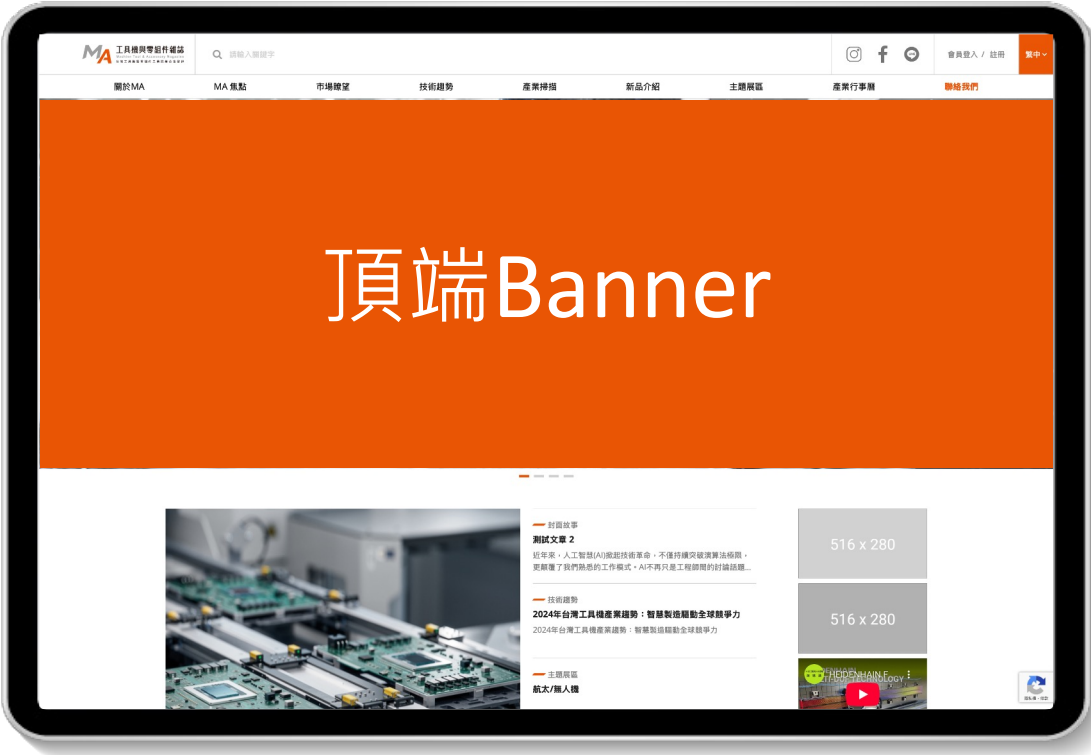 MA 工具機與零組件雜誌
請輸入關鍵字
會員登入 / 註冊
繁中
關於MA
MA 焦點
市場瞭望
技術趨勢
產業掃描
新品介紹
主題展區
產業行事曆
聯絡我們
頂端Banner
封面故事
測試文章 2
近年來，人工智慧(AI)掀起技術革命，不僅持續突破演算法極限，
更顛覆了我們熟悉的工作模式。AI不再只是工程師間的討論話題...
技術趨勢
2024年台灣工具機產業趨勢：智慧製造驅動全球競爭力
2024年台灣工具機產業趨勢：智慧製造驅動全球競爭力
主題展區
航太/無人機
516 x 280
516 x 280
HEIDENHAIN